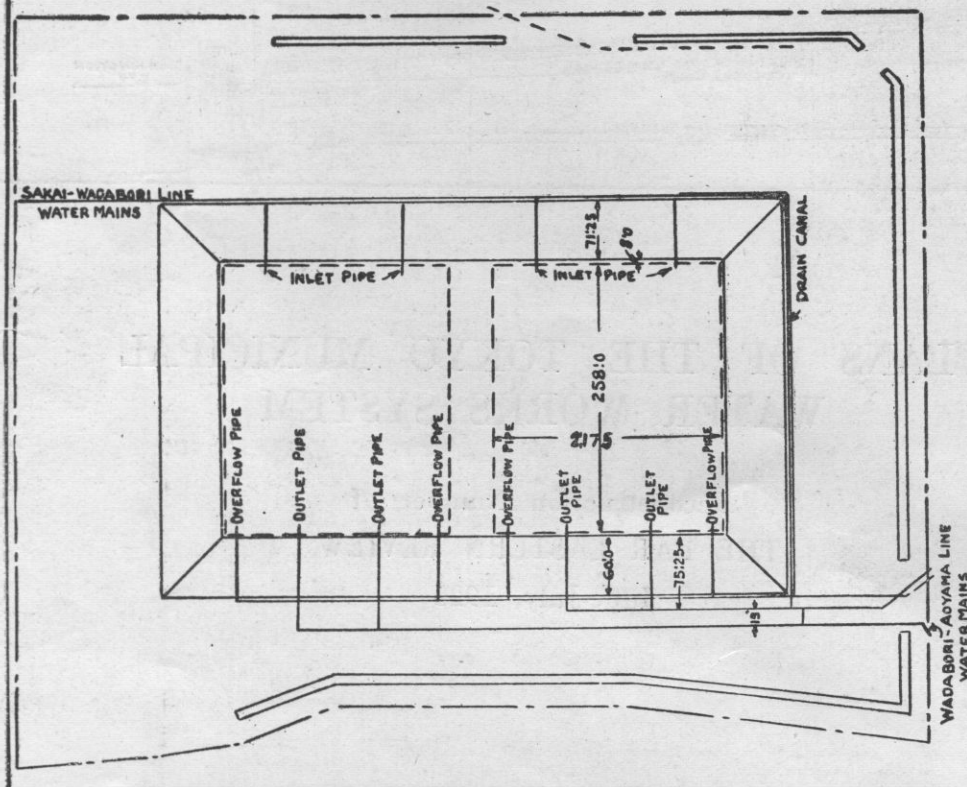 SAKAI-WADABORI LINE
WATER MAINS
INLET PIPE
INLET PIPE
71.25
8.0
DRAIN CANAL
258.0
217.5
OVERFLOW PIPE
OUTLET PIPE
OUTLET PIPE
OVERFLOW PIPE
OVERFLOW PIPE
OUTLET
PIPE
OUTLET
PIPE
OVERFLOW PIPE
60.0
75.25
15
WADABORI-AOYAMA LINE
WATER MAINS